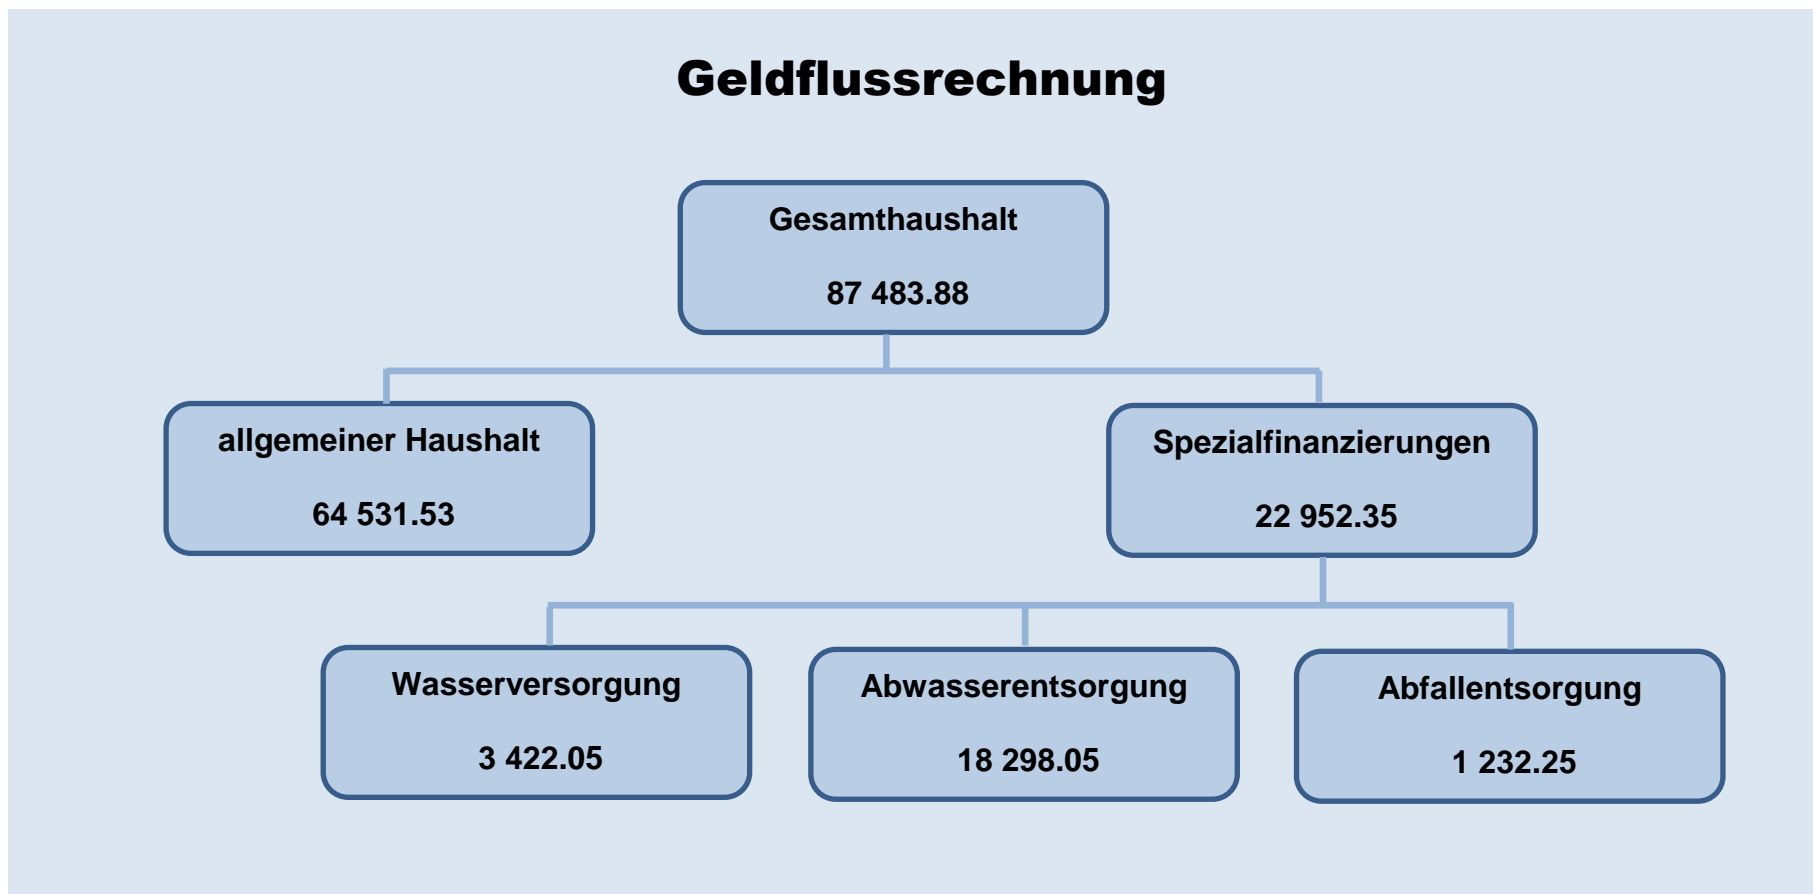 Geldflussrechnung
Gesamthaushalt
87 483.88
allgemeiner Haushalt
64 531.53
Spezialfinanzierungen
22 952.35
Wasserversorgung
3 422.05
Abwasserentsorgung
18 298.05
Abfallentsorgung
1 232.25